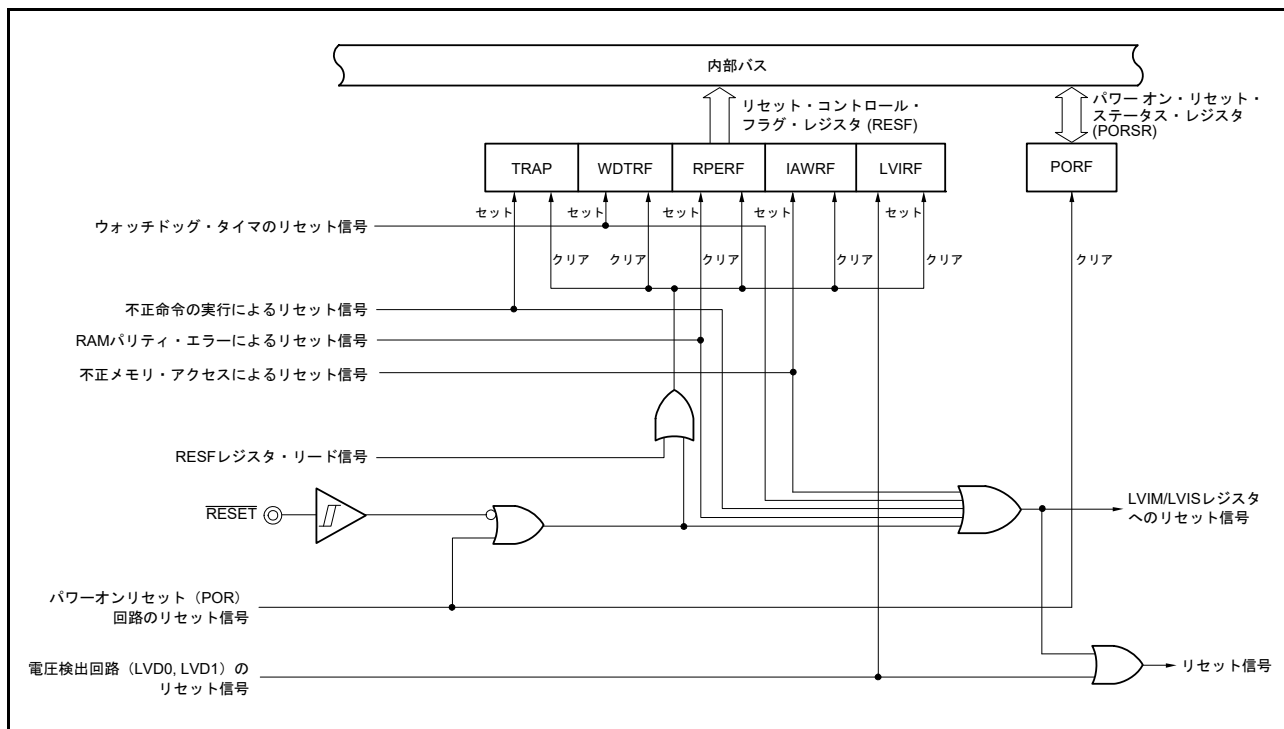 内部バス
リセット・コントロール・
フラグ・レジスタ (RESF)
パワー オン・リセット・
ステータス・レジスタ
(PORSR)
TRAP
WDTRF
RPERF
IAWRF
LVIRF
PORF
セット
セット
セット
セット
セット
ウォッチドッグ・タイマのリセット信号
クリア
クリア
クリア
クリア
クリア
クリア
不正命令の実行によるリセット信号
RAMパリティ・エラーによるリセット信号
不正メモリ・アクセスによるリセット信号
RESFレジスタ・リード信号
RESET
LVIM/LVISレジスタ
へのリセット信号
パワーオンリセット（POR）
回路のリセット信号
電圧検出回路（LVD0, LVD1）の
リセット信号
リセット信号